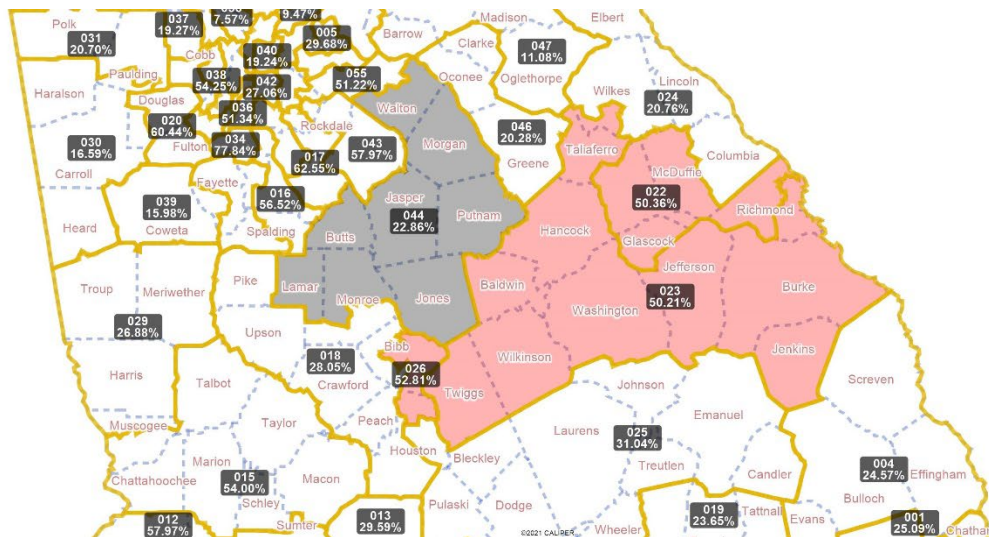 Polk
031
20.70%
037
19.27%
7.57%
9.47%
005
29.68%
Barrow
Madison
Elbert
Clarke
047
11.08%
Oglethorpe
Oconee
Lincoln
024
20.76%
Wilkes
Haralson
Paulding
Cobb
040
19.24%
038
54.25%
042
27.06%
055
51.22%
Douglas
036
51.34%
020
60.44%
Walton
Rockdale
Morgan
043
57.97%
046
20.28%
Greene
Taliaferro
Columbia
McDuffie
030
16.59%
Carroll
Fulton
034
77.84%
017
62.55%
Fayette
016
56.52%
Spalding
Jasper
044
22.86%
Putnam
Butts
022
50.36%
Richmond
Hancock
Glascock
039
15.98%
Coweta
Heard
Jefferson
Troup
Meriwether
Pike
Lamar
Monroe
Jones
Baldwin
Washington
023
50.21%
Burke
029
26.88%
Upson
Bibb
018
28.05%
Crawford
026
52.81%
Wilkinson
Twiggs
Jenkins
Harris
Talbot
Johnson
Screven
Muscogee
Taylor
Peach
Houston
Bleckley
Laurens
Emanuel
025
31.04%
Treutlen
Candler
004
24.57%
Effingham
Bulloch
Marion
Chattahoochee
015
54.00%
Schley
Macon
Pulaski
Dodge
012
57.97%
Sumter
013
29.59%
Wheeler
019
23.65%
Tattnall
Evans
001
25.09%
Chatha
©2021 CALIPER